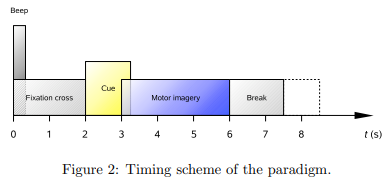 Beep
Cue
Fixation cross
Motor imagery
Break
0 1 2 3 4 5 6 7 8 t (s)
Figure 2: Timing scheme of the paradigm.